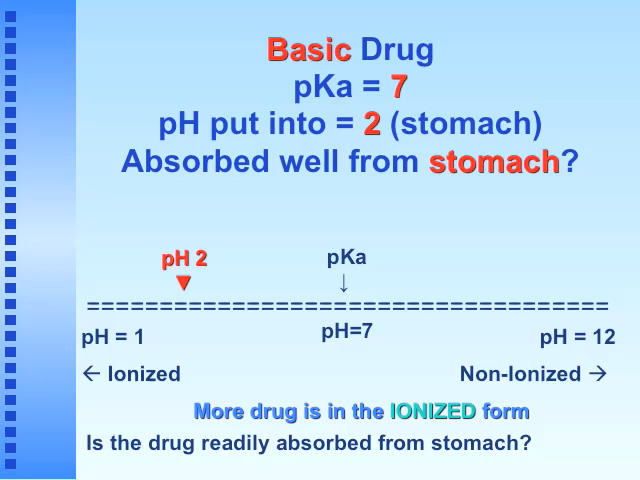 Basic Drug
pKa = 7
pH put into = 2 (stomach)
Absorbed well from stomach?
pH 2 pKa
▼ ↓
====================================
pH = 1 pH=7 pH = 12
← Ionized Non-Ionized →
More drug is in the IONIZED form
Is the drug readily absorbed from stomach?